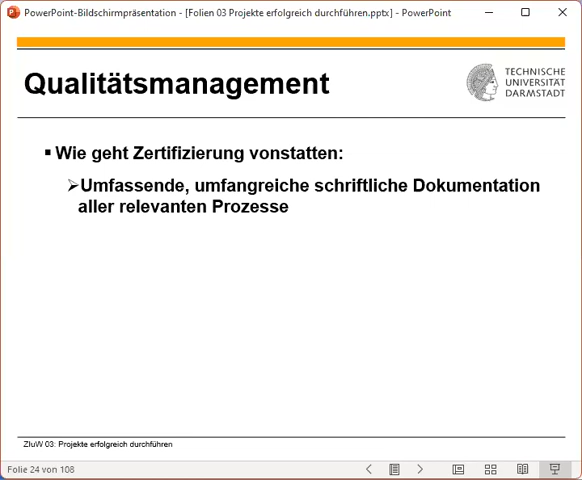 PowerPoint-Bildschirmpräsentation - [Folien 03 Projekte erfolgreich durchführen.pptx] - PowerPoint
Qualitätsmanagement
TECHNISCHE
UNIVERSITÄT
DARMSTADT
▪ Wie geht Zertifizierung vonstatten:
➢Umfassende, umfangreiche schriftliche Dokumentation
aller relevanten Prozesse
ZIuW 03: Projekte erfolgreich durchführen
Folie 24 von 108